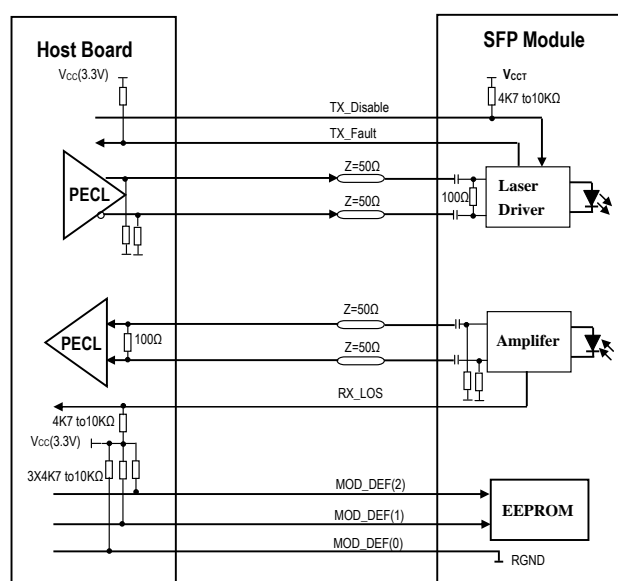 Host Board
SFP Module
Vcc(3.3V)
VCCT
4K7 to10KΩ
TX_Disable
TX_Fault
Z=50Ω
PECL
100Ω
Laser
Driver
Z=50Ω
Z=50Ω
PECL
100Ω
Amplifer
Z=50Ω
RX_LOS
4K7 to10KΩ
Vcc(3.3V)
3X4K7 to10KΩ
MOD_DEF(2)
EEPROM
MOD_DEF(1)
MOD_DEF(0)
RGND